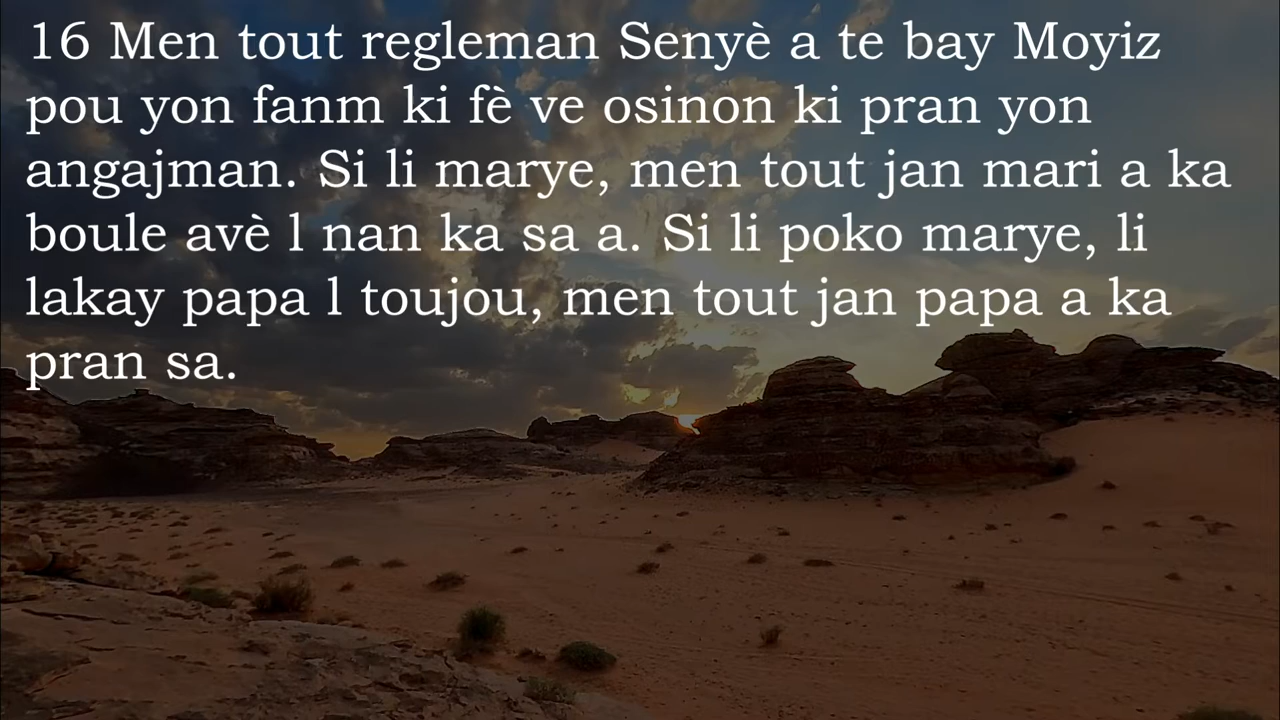 16 Men tout regleman Senyè a te bay Moyiz
pou yon fanm ki fè ve osinon ki pran yon
angajman. Si li marye, men tout jan mari a ka
boule avè l nan ka sa a. Si li poko marye, li
lakay papa l toujou, men tout jan papa a ka
pran sa.